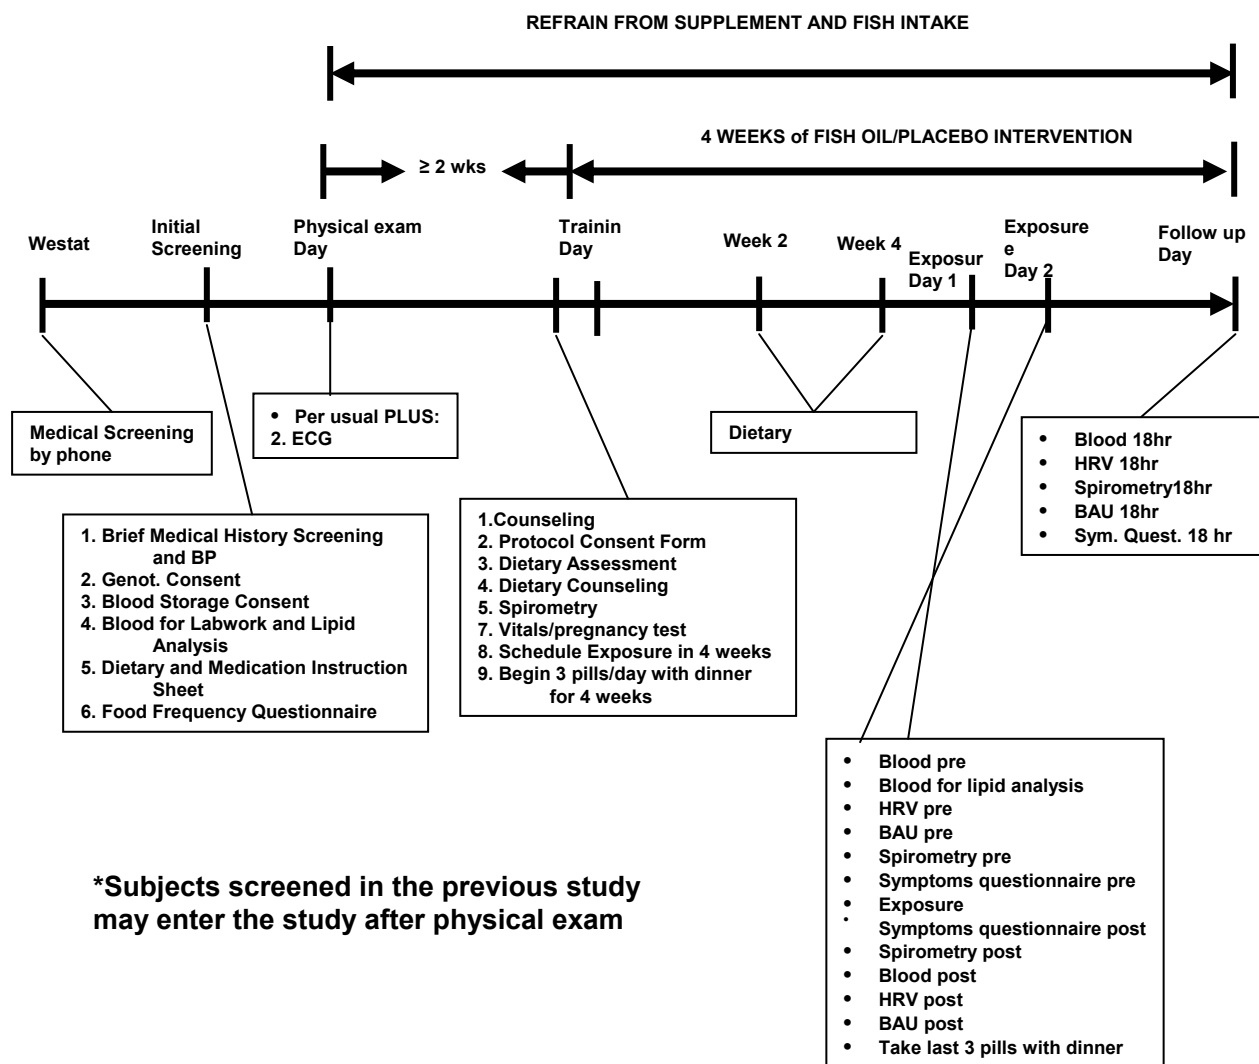 REFRAIN FROM SUPPLEMENT AND FISH INTAKE
4 WEEKS of FISH OIL/PLACEBO INTERVENTION
≥ 2 wks
Westat
Initial
Screening
Physical exam
Day
Trainin
Day
Week 2
Week 4
Exposur
Day 1
Exposure
e
Day 2
Follow up
Day
Medical Screening
by phone
• Per usual PLUS:
2. ECG
Dietary
• Blood 18hr
• HRV 18hr
• Spirometry18hr
• BAU 18hr
• Sym. Quest. 18 hr
1. Brief Medical History Screening
and BP
2. Genot. Consent
3. Blood Storage Consent
4. Blood for Labwork and Lipid
Analysis
5. Dietary and Medication Instruction
Sheet
6. Food Frequency Questionnaire
1.Counseling
2. Protocol Consent Form
3. Dietary Assessment
4. Dietary Counseling
5. Spirometry
7. Vitals/pregnancy test
8. Schedule Exposure in 4 weeks
9. Begin 3 pills/day with dinner
for 4 weeks
• Blood pre
• Blood for lipid analysis
• HRV pre
• BAU pre
• Spirometry pre
• Symptoms questionnaire pre
• Exposure
• Symptoms questionnaire post
• Spirometry post
• Blood post
• HRV post
• BAU post
• Take last 3 pills with dinner
*Subjects screened in the previous study
may enter the study after physical exam